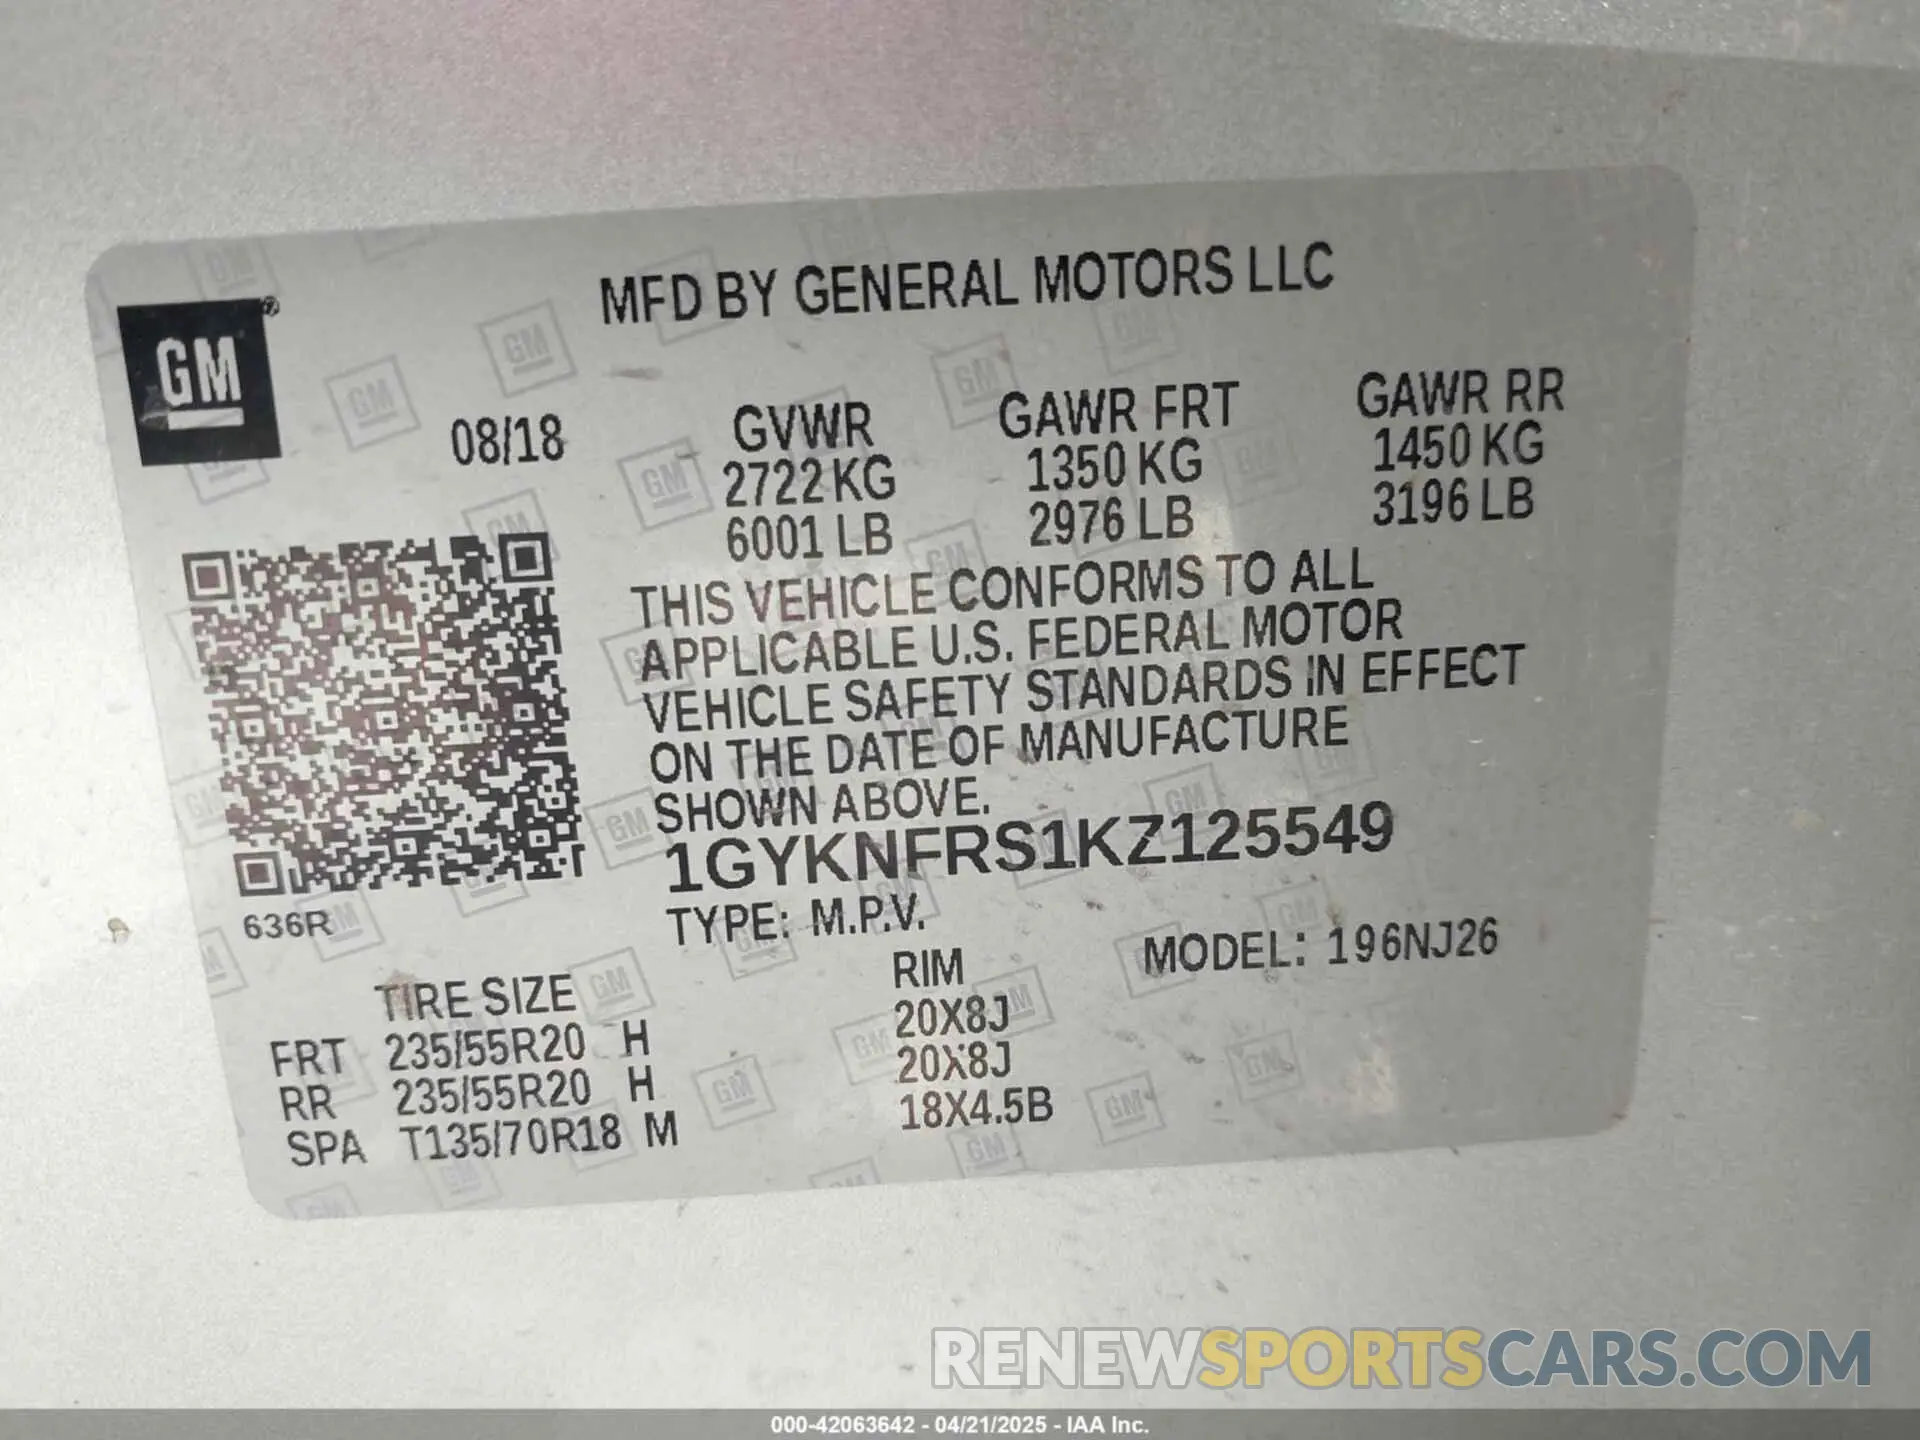 MFD BY GENERAL MOTORS LLC
GM®
08/18
GVWR GAWR FRT GAWR RR
2722 KG 1350 KG 1450 KG
6001 LB 2976 LB 3196 LB
THIS VEHICLE CONFORMS TO ALL
APPLICABLE U.S. FEDERAL MOTOR
VEHICLE SAFETY STANDARDS IN EFFECT
ON THE DATE OF MANUFACTURE
SHOWN ABOVE.
1GYKNFRS1KZ125549
636R
TYPE: M.P.V. MODEL: 196NJ26
TIRE SIZE RIM
FRT 235/55R20 H 20X8J
RR 235/55R20 H 20X8J
SPA T135/70R18 M 18X4.5B
RENEWSPORTSCARS.COM
000-42063642 - 04/21/2025 - IAA Inc.